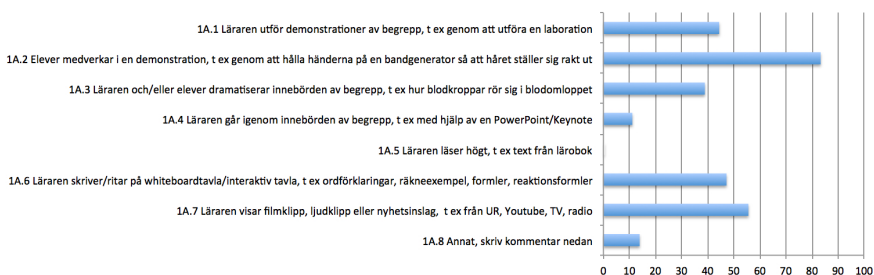 1A.1 Läraren utför demonstrationer av begrepp, t ex genom att utföra en laboration
1A.2 Elever medverkar i en demonstration, t ex genom att hålla händerna på en bandgenerator så att håret ställer sig rakt ut
1A.3 Läraren och/eller elever dramatiserar innebörden av begrepp, t ex hur blodkroppar rör sig i blodomloppet
1A.4 Läraren går igenom innebörden av begrepp, t ex med hjälp av en PowerPoint/Keynote
1A.5 Läraren läser högt, t ex text från lärobok
1A.6 Läraren skriver/ritar på whiteboardtavla/interaktiv tavla, t ex ordförklaringar, räkneexempel, formler, reaktionsformler
1A.7 Läraren visar filmklipp, ljudklipp eller nyhetsinslag, t ex från UR, Youtube, TV, radio
1A.8 Annat, skriv kommentar nedan
0 10 20 30 40 50 60 70 80 90 100